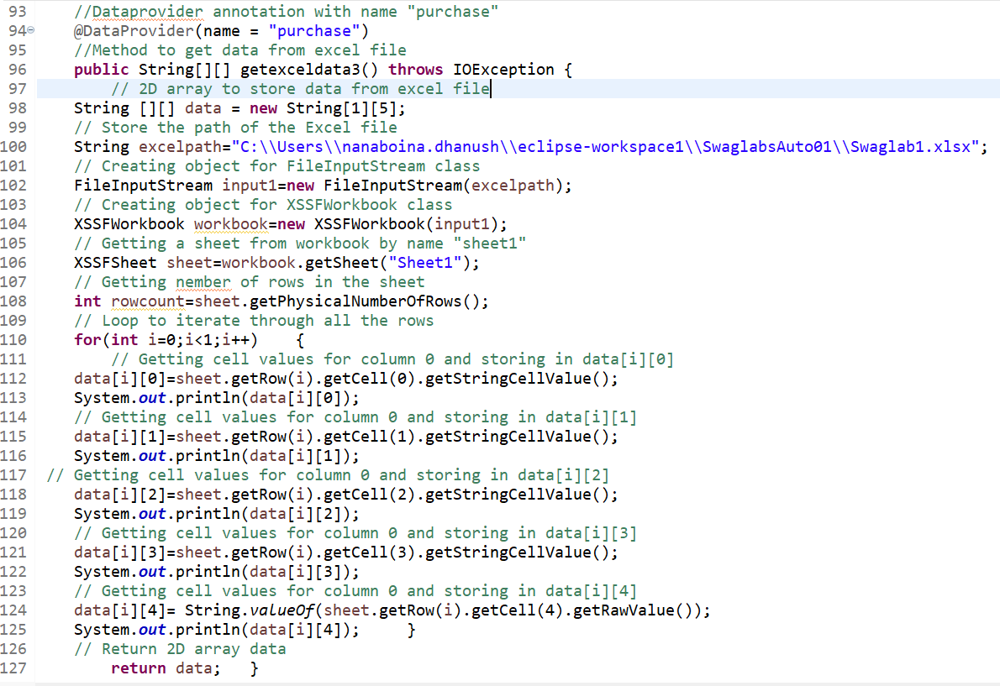 93 //Dataprovider annotation with name "purchase"
94 @DataProvider(name = "purchase")
95 //Method to get data from excel file
96 public String[][] getexceldata3() throws IOException {
97 // 2D array to store data from excel file
98 String [][] data = new String[1][5];
99 // Store the path of the Excel file
100 String excelpath="C:\\Users\\nanaboina.dhanush\\eclipse-workspace1\\SwaglabsAuto01\\Swaglab1.xlsx";
101 // Creating object for FileInputStream class
102 FileInputStream input1=new FileInputStream(excelpath);
103 // Creating object for XSSFWorkbook class
104 XSSFWorkbook workbook=new XSSFWorkbook(input1);
105 // Getting a sheet from workbook by name "sheet1"
106 XSSFSheet sheet=workbook.getSheet("Sheet1");
107 // Getting nember of rows in the sheet
108 int rowcount=sheet.getPhysicalNumberOfRows();
109 // Loop to iterate through all the rows
110 for(int i=0;i<1;i++) {
111 // Getting cell values for column 0 and storing in data[i][0]
112 data[i][0]=sheet.getRow(i).getCell(0).getStringCellValue();
113 System.out.println(data[i][0]);
114 // Getting cell values for column 0 and storing in data[i][1]
115 data[i][1]=sheet.getRow(i).getCell(1).getStringCellValue();
116 System.out.println(data[i][1]);
117 // Getting cell values for column 0 and storing in data[i][2]
118 data[i][2]=sheet.getRow(i).getCell(2).getStringCellValue();
119 System.out.println(data[i][2]);
120 // Getting cell values for column 0 and storing in data[i][3]
121 data[i][3]=sheet.getRow(i).getCell(3).getStringCellValue();
122 System.out.println(data[i][3]);
123 // Getting cell values for column 0 and storing in data[i][4]
124 data[i][4]= String.valueOf(sheet.getRow(i).getCell(4).getRawValue());
125 System.out.println(data[i][4]); }
126 // Return 2D array data
127 return data; }